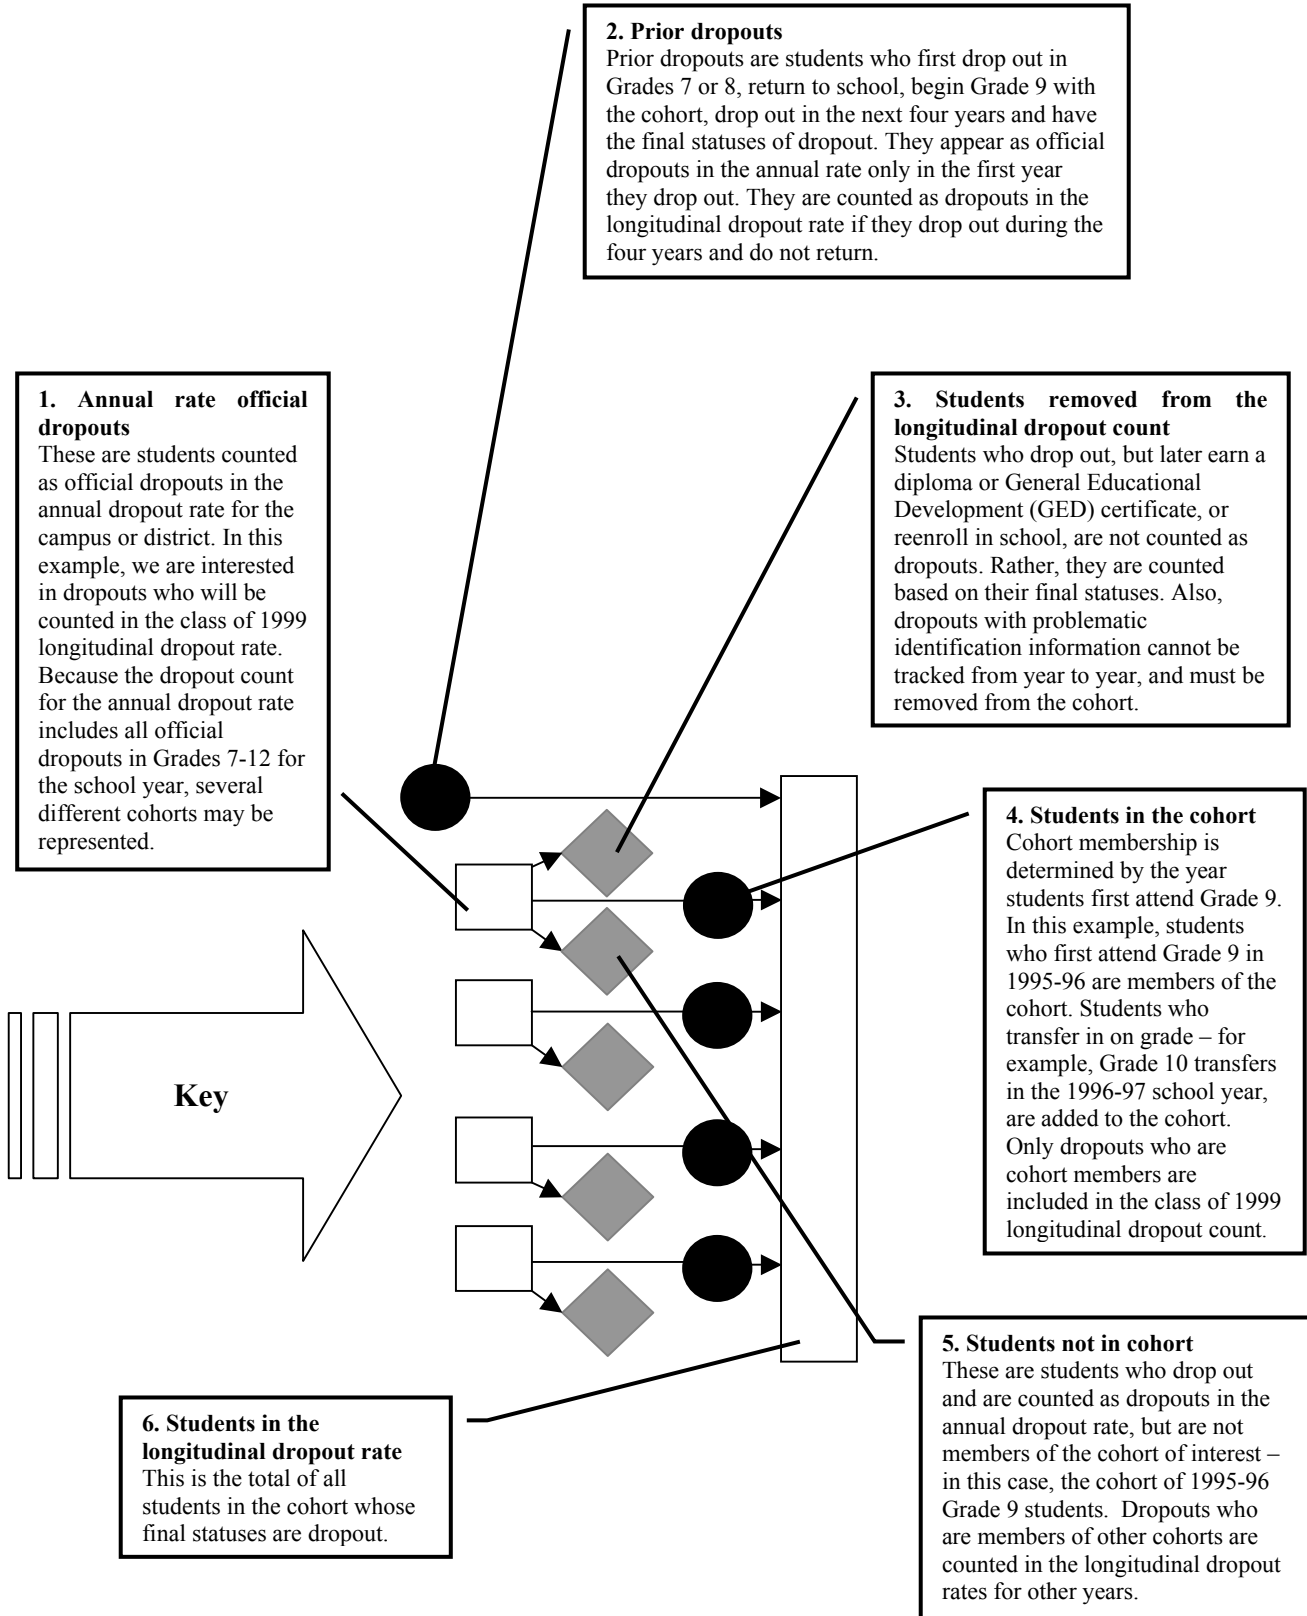 2. Prior dropouts
Prior dropouts are students who first drop out in
Grades 7 or 8, return to school, begin Grade 9 with
the cohort, drop out in the next four years and have
the final statuses of dropout. They appear as official
dropouts in the annual rate only in the first year
they drop out. They are counted as dropouts in the
longitudinal dropout rate if they drop out during the
four years and do not return.
1. Annual rate official
dropouts
These are students counted
as official dropouts in the
annual dropout rate for the
campus or district. In this
example, we are interested
in dropouts who will be
counted in the class of 1999
longitudinal dropout rate.
Because the dropout count
for the annual dropout rate
includes all official
dropouts in Grades 7-12 for
the school year, several
different cohorts may be
represented.
3. Students removed from the
longitudinal dropout count
Students who drop out, but later earn a
diploma or General Educational
Development (GED) certificate, or
reenroll in school, are not counted as
dropouts. Rather, they are counted
based on their final statuses. Also,
dropouts with problematic
identification information cannot be
tracked from year to year, and must be
removed from the cohort.
4. Students in the cohort
Cohort membership is
determined by the year
students first attend Grade 9.
In this example, students
who first attend Grade 9 in
1995-96 are members of the
cohort. Students who
transfer in on grade – for
example, Grade 10 transfers
in the 1996-97 school year,
are added to the cohort.
Only dropouts who are
cohort members are
included in the class of 1999
longitudinal dropout count.
Key
5. Students not in cohort
These are students who drop out
and are counted as dropouts in the
annual dropout rate, but are not
members of the cohort of interest –
in this case, the cohort of 1995-96
Grade 9 students.  Dropouts who
are members of other cohorts are
counted in the longitudinal dropout
rates for other years.
6. Students in the
longitudinal dropout rate
This is the total of all
students in the cohort whose
final statuses are dropout.